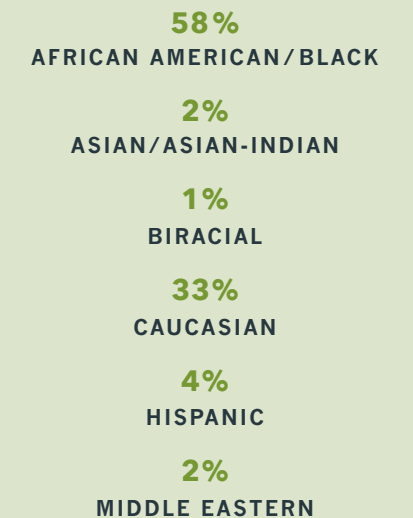 58%
AFRICAN AMERICAN/BLACK
2%
ASIAN/ASIAN-INDIAN
1%
BIRACIAL
33%
CAUCASIAN
4%
HISPANIC
2%
MIDDLE EASTERN